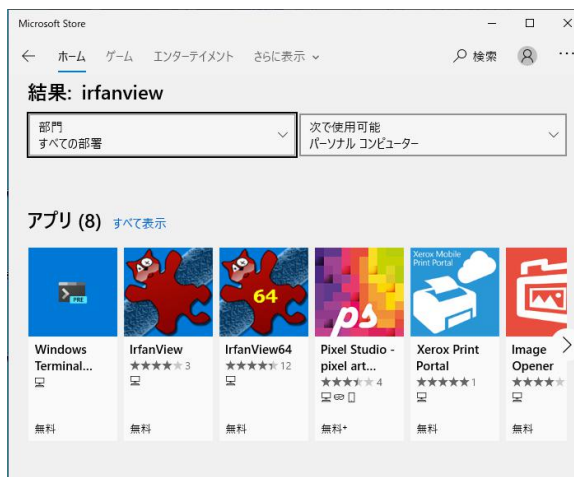 Microsoft Store
ホーム ゲーム エンターテイメント さらに表示 検索
結果: irfanview
部門
すべての部署
次で使用可能
パーソナル コンピューター
アプリ (8) すべて表示
PRE
64
ps
Xerox Mobile
Print Portal
Windows
Terminal...
無料
IrfanView
3
無料
IrfanView64
12
無料
Pixel Studio -
pixel art...
4
無料+
Xerox Print
Portal
1
無料
Image
Opener
無料